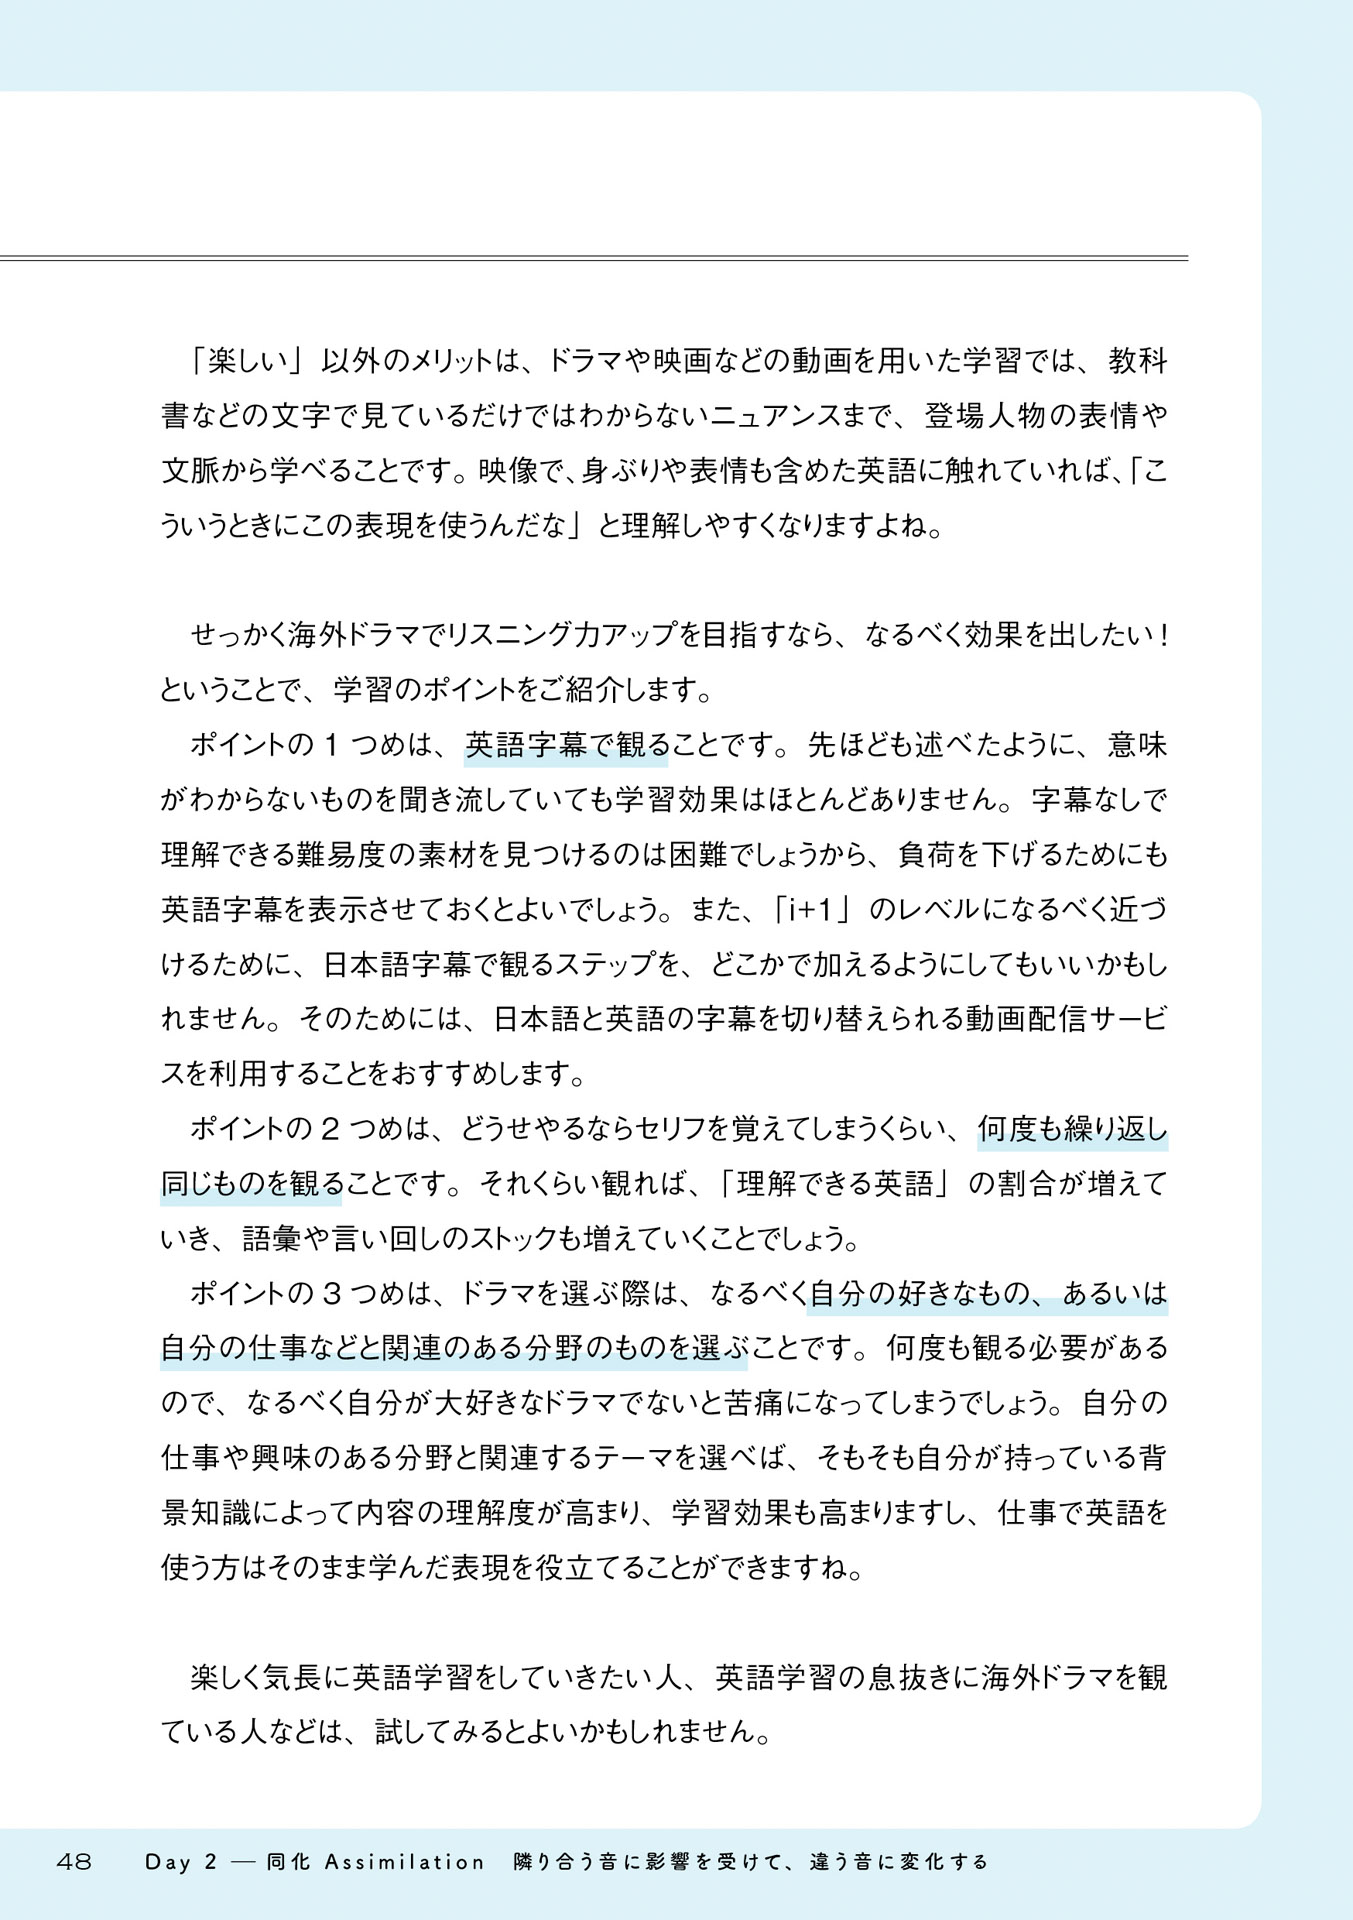 「楽しい」以外のメリットは、ドラマや映画などの動画を用いた学習では、教科
書などの文字で見ているだけではわからないニュアンスまで、登場人物の表情や
文脈から学べることです。映像で、身ぶりや表情も含めた英語に触れていれば、「こ
ういうときにこの表現を使うんだな」と理解しやすくなりますよね。
せっかく海外ドラマでリスニング力アップを目指すなら、なるべく効果を出したい！
ということで、学習のポイントをご紹介します。
ポイントの 1 つめは、英語字幕で観ることです。先ほども述べたように、意味
がわからないものを聞き流していても学習効果はほとんどありません。字幕なしで
理解できる難易度の素材を見つけるのは困難でしょうから、負荷を下げるためにも
英語字幕を表示させておくとよいでしょう。また、「i+1」のレベルになるべく近づ
けるために、日本語字幕で観るステップを、どこかで加えるようにしてもいいかもし
れません。そのためには、日本語と英語の字幕を切り替えられる動画配信サービ
スを利用することをおすすめします。
ポイントの 2 つめは、どうせやるならセリフを覚えてしまうくらい、何度も繰り返し
同じものを観ることです。それくらい観れば、「理解できる英語」の割合が増えて
いき、語彙や言い回しのストックも増えていくことでしょう。
ポイントの 3 つめは、ドラマを選ぶ際は、なるべく自分の好きなもの、あるいは
自分の仕事などと関連のある分野のものを選ぶことです。何度も観る必要がある
ので、なるべく自分が大好きなドラマでないと苦痛になってしまうでしょう。自分の
仕事や興味のある分野と関連するテーマを選べば、そもそも自分が持っている背
景知識によって内容の理解度が高まり、学習効果も高まりますし、仕事で英語を
使う方はそのまま学んだ表現を役立てることができますね。
楽しく気長に英語学習をしていきたい人、英語学習の息抜きに海外ドラマを観
ている人などは、試してみるとよいかもしれません。
48 Day 2 — 同化 Assimilation 隣り合う音に影響を受けて、違う音に変化する